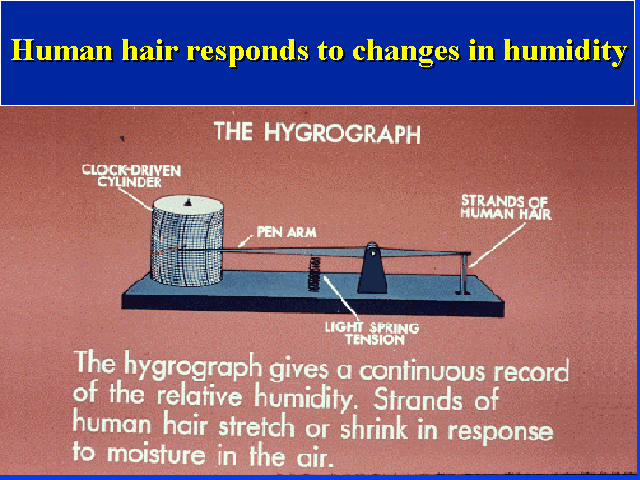 Human hair responds to changes in humidity
THE HYGROGRAPH
CLOCK-DRIVEN
CYLINDER
STRANDS OF
HUMAN HAIR
PEN ARM
LIGHT SPRING
TENSION
The hygrograph gives a continuous record
of the relative humidity. Strands of
human hair stretch or shrink in response
to moisture in the air.